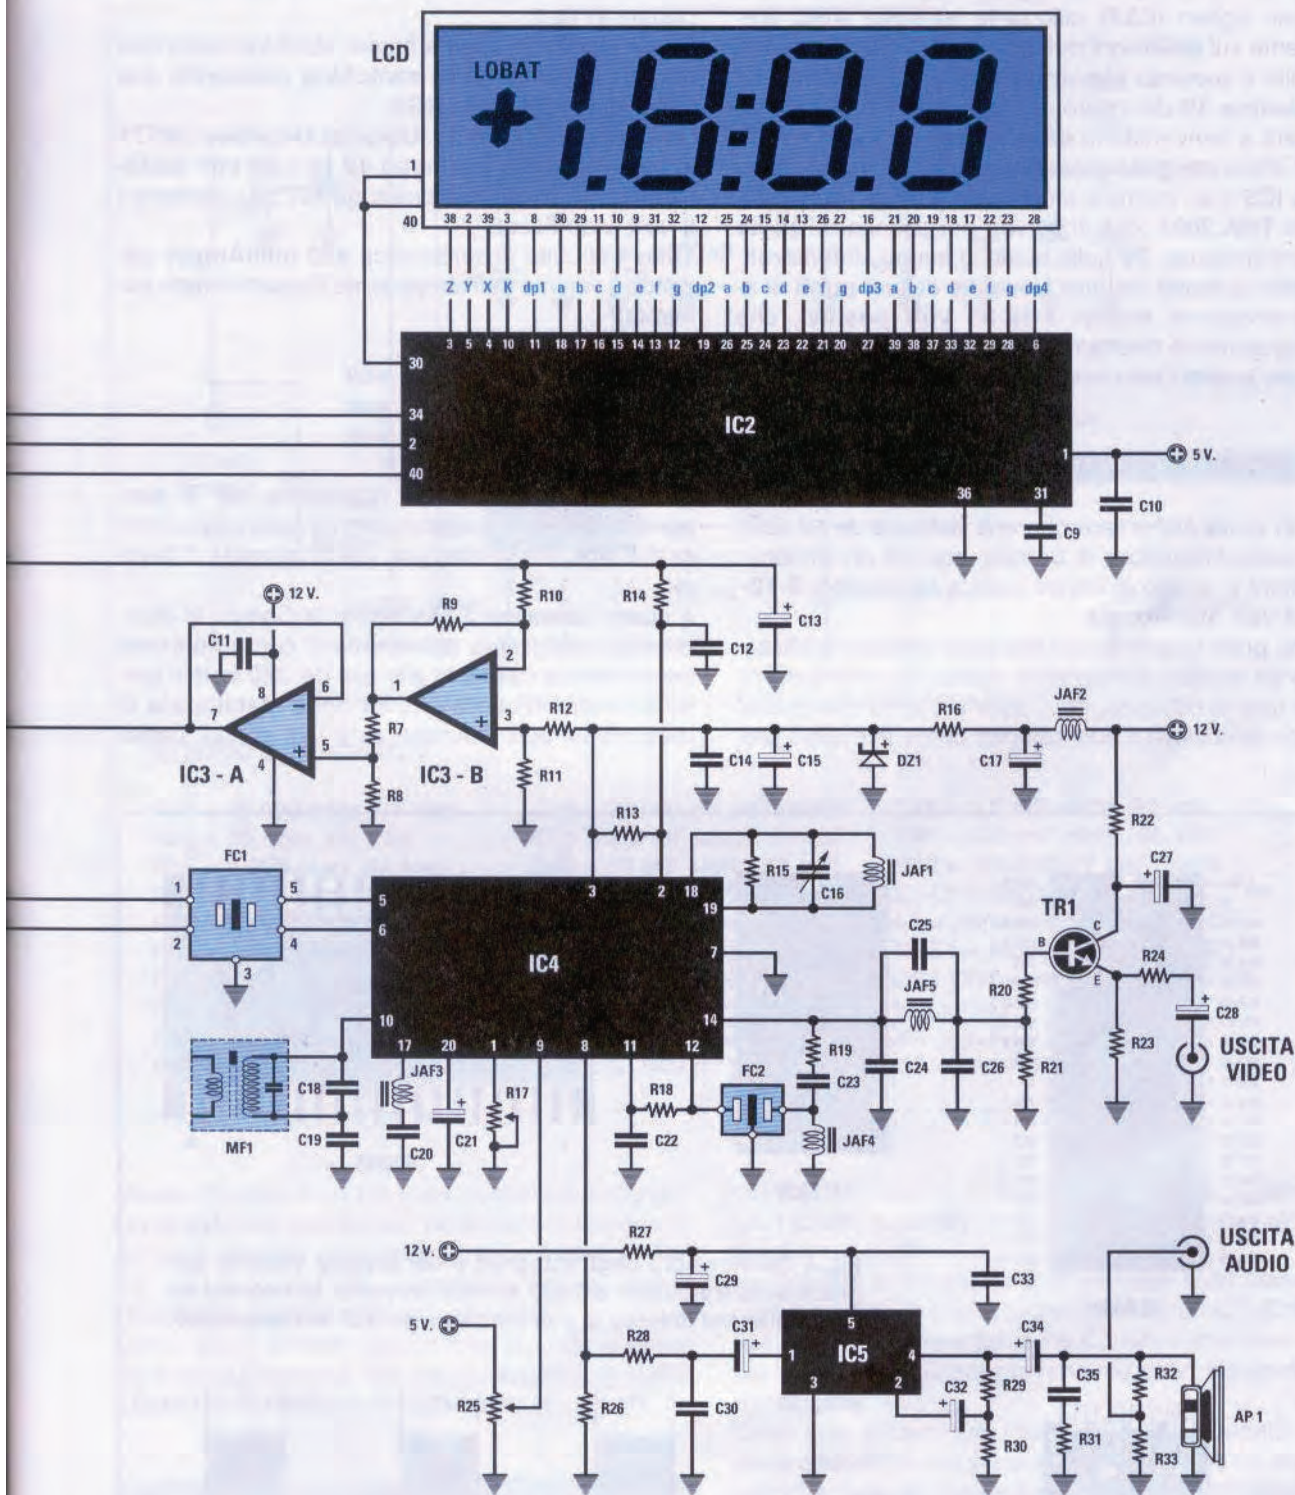 LCD
LOBAT
1
40
38 2 39 3 8 30 29 11 10 9 31 32 12 25 24 15 14 13 26 27 16 21 20 19 18 17 22 23 28
Z Y X K dp1 a b c d e f g dp2 a b c d e f g dp3 a b c d e f g dp4
3 5 4 10 11 18 17 16 15 14 13 12 19 26 25 24 23 22 21 20 27 39 38 37 33 32 29 28 6
30
34
2
40
IC2
1
36
31
5 V.
C10
C9
12 V.
R9
R10
R14
C13
C11
C12
8
6
7
5
4
1
2
3
R7
R8
R12
R11
IC3 - A
IC3 - B
C14
C15
DZ1
R16
C17
JAF2
12 V.
R13
R22
C27
FC1
1
2
5
4
3
5
6
3
2
18
19
7
14
10
17
20
1
9
8
11
12
IC4
R15
C16
JAF1
C25
JAF5
TR1
B
C
E
R24
C28
R20
R21
R23
USCITA
VIDEO
R19
C23
C24
C26
FC2
JAF4
MF1
C18
C19
JAF3
C20
C21
R17
R18
C22
12 V.
R27
C29
C33
USCITA
AUDIO
5 V.
R28
C31
IC5
5
1
4
3
2
C34
R25
R26
C30
C32
R29
R30
C35
R31
R32
R33
AP 1